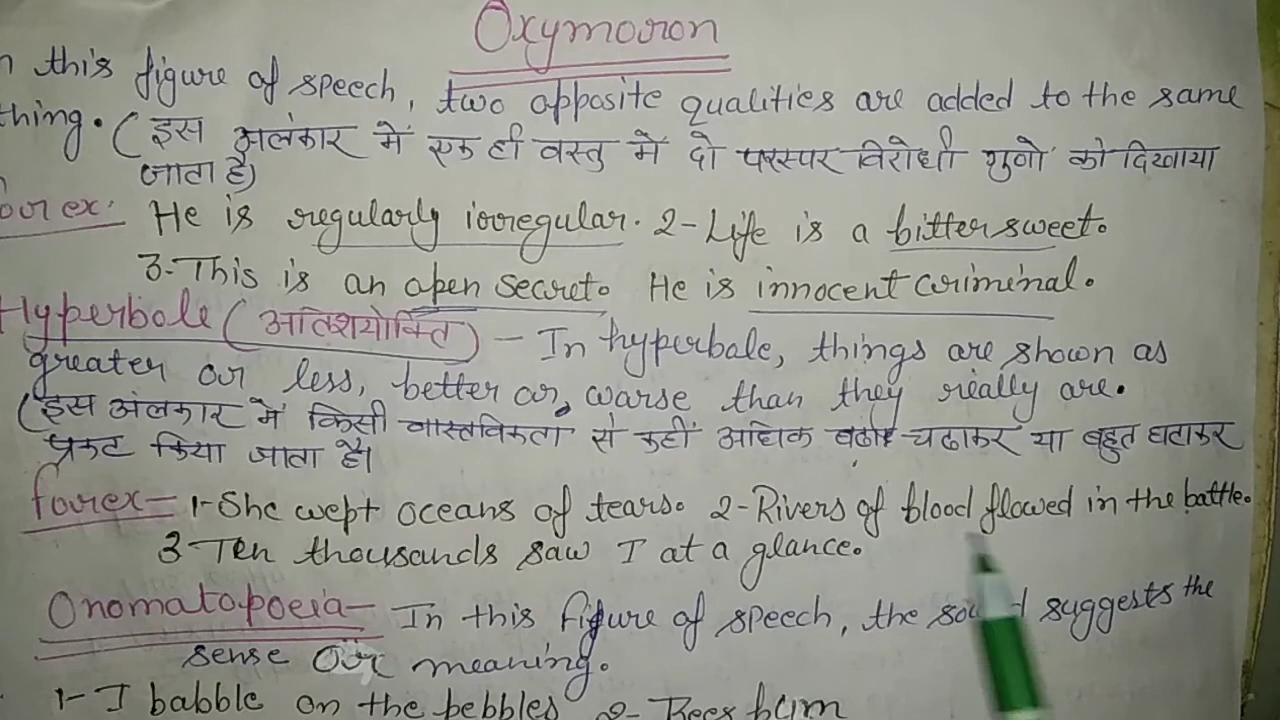 Oxymoron
n this figure of speech, two opposite qualities are added to the same
thing. (इस अलंकार में एक ही वस्तु में दो परस्पर विरोधी गुणों को दिखाया
जाता है)
for ex: He is regularly irregular. 2- Life is a bitter sweet.
3- This is an open secret. He is innocent criminal.
Hyperbole (अतिशयोक्ति) - In hyperbale, things are shown as
greater or less, better or, warse than they really are.
(इस अंलकार में किसी वास्तविकता से कहीं अधिक बढा चढाकर या बहुत घटाकर
प्रकट किया जाता है।
forex- 1- She wept oceans of tears. 2- Rivers of blood flowed in the battle.
3- Ten thousands saw I at a glance.
Onomatopoeia- In this figure of speech, the sound suggests the
sense or meaning.
1- I babble on the bebbles 2- Bees hum